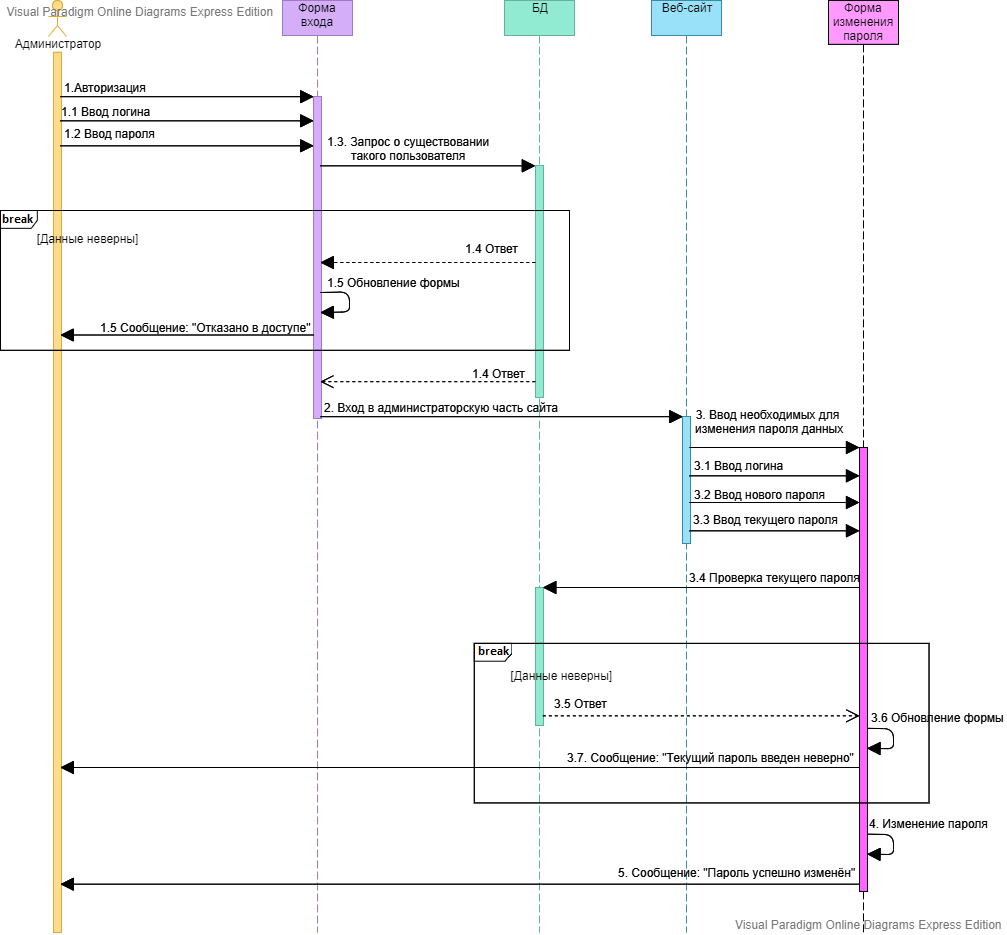 Visual Paradigm Online Diagrams Express Edition
Администратор
Форма
входа
БД
Веб-сайт
Форма
изменения
пароля
1.Авторизация
1.1 Ввод логина
1.2 Ввод пароля
1.3. Запрос о существовании
такого пользователя
break
[Данные неверны]
1.4 Ответ
1.5 Обновление формы
1.5 Сообщение: "Отказано в доступе"
1.4 Ответ
2. Вход в администраторскую часть сайта
3. Ввод необходимых для
изменения пароля данных
3.1 Ввод логина
3.2 Ввод нового пароля
3.3 Ввод текущего пароля
3.4 Проверка текущего пароля
break
[Данные неверны]
3.5 Ответ
3.6 Обновление формы
3.7. Сообщение: "Текущий пароль введен неверно"
4. Изменение пароля
5. Сообщение: "Пароль успешно изменён"
Visual Paradigm Online Diagrams Express Edition